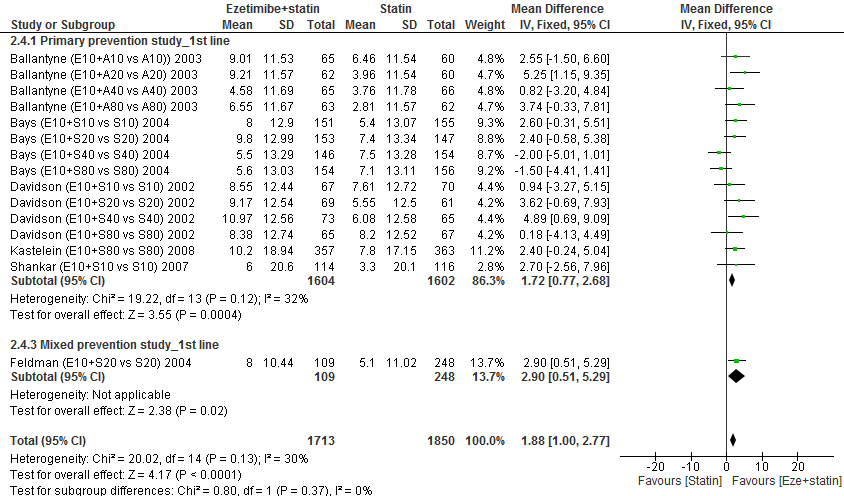 Ezetimibe+statin Statin Mean Difference Mean Difference
Study or Subgroup Mean SD Total Mean SD Total Weight IV, Fixed, 95% CI IV, Fixed, 95% CI
2.4.1 Primary prevention study_1st line
Ballantyne (E10+A10 vs A10)) 2003 9.01 11.53 65 6.46 11.54 60 4.8% 2.55 [-1.50, 6.60]
Ballantyne (E10+A20 vs A20) 2003 9.21 11.57 62 3.96 11.54 60 4.6% 5.25 [1.15, 9.35]
Ballantyne (E10+A40 vs A40) 2003 4.58 11.69 65 3.76 11.78 66 4.8% 0.82 [-3.20, 4.84]
Ballantyne (E10+A80 vs A80) 2003 6.55 11.67 63 2.81 11.57 62 4.7% 3.74 [-0.33, 7.81]
Bays (E10+S10 vs S10) 2004 8 12.9 151 5.4 13.07 155 9.2% 2.60 [-0.31, 5.51]
Bays (E10+S20 vs S20) 2004 9.8 12.99 153 7.4 13.34 147 8.8% 2.40 [-0.58, 5.38]
Bays (E10+S40 vs S40) 2004 5.5 13.29 146 7.5 13.28 154 8.6% -2.00 [-5.01, 1.01]
Bays (E10+S80 vs S80) 2004 5.6 13.03 154 7.1 13.11 156 9.2% -1.50 [-4.41, 1.41]
Davidson (E10+S10 vs S10) 2002 8.55 12.44 67 7.61 12.72 70 4.4% 0.94 [-3.27, 5.15]
Davidson (E10+S20 vs S20) 2002 9.17 12.54 69 5.55 12.5 61 4.2% 3.62 [-0.69, 7.93]
Davidson (E10+S40 vs S40) 2002 10.97 12.56 73 6.08 12.58 65 4.4% 4.89 [0.69, 9.09]
Davidson (E10+S80 vs S80) 2002 8.38 12.74 65 8.2 12.52 67 4.2% 0.18 [-4.13, 4.49]
Kastelein (E10+S80 vs S80) 2008 10.2 18.94 357 7.8 17.15 363 11.2% 2.40 [-0.24, 5.04]
Shankar (E10+S10 vs S10) 2007 6 20.6 114 3.3 20.1 116 2.8% 2.70 [-2.56, 7.96]
Subtotal (95% CI) 1604 1602 86.3% 1.72 [0.77, 2.68]
Heterogeneity: Chi² = 19.22, df = 13 (P = 0.12); I² = 32%
Test for overall effect: Z = 3.55 (P = 0.0004)
2.4.3 Mixed prevention study_1st line
Feldman (E10+S20 vs S20) 2004 8 10.44 109 5.1 11.02 248 13.7% 2.90 [0.51, 5.29]
Subtotal (95% CI) 109 248 13.7% 2.90 [0.51, 5.29]
Heterogeneity: Not applicable
Test for overall effect: Z = 2.38 (P = 0.02)
Total (95% CI) 1713 1850 100.0% 1.88 [1.00, 2.77]
Heterogeneity: Chi² = 20.02, df = 14 (P = 0.13); I² = 30%
Test for overall effect: Z = 4.17 (P < 0.0001)
Test for subgroup differences: Chi² = 0.80, df = 1 (P = 0.37), I² = 0%
-20 -10 0 10 20
Favours [Statin] Favours [Eze+statin]